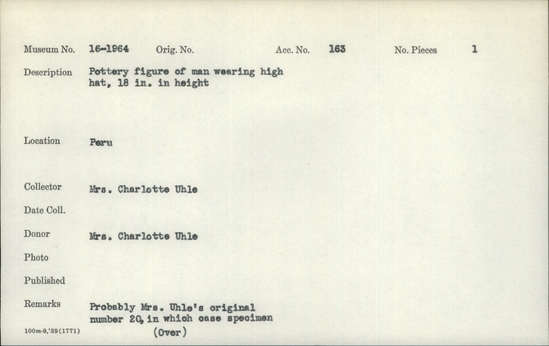 Museum No. 16-1964 Orig. No. Acc. No. 163 No. Pieces 1
Description Pottery figure of man wearing high
hat, 18 in. in height
Location Peru
Collector Mrs. Charlotte Uhle
Date Coll.
Donor Mrs. Charlotte Uhle
Photo
Published
Remarks Probably Mrs. Uhle's original
number 20, in which case specimen
100m-9,'39(1771) (Over)